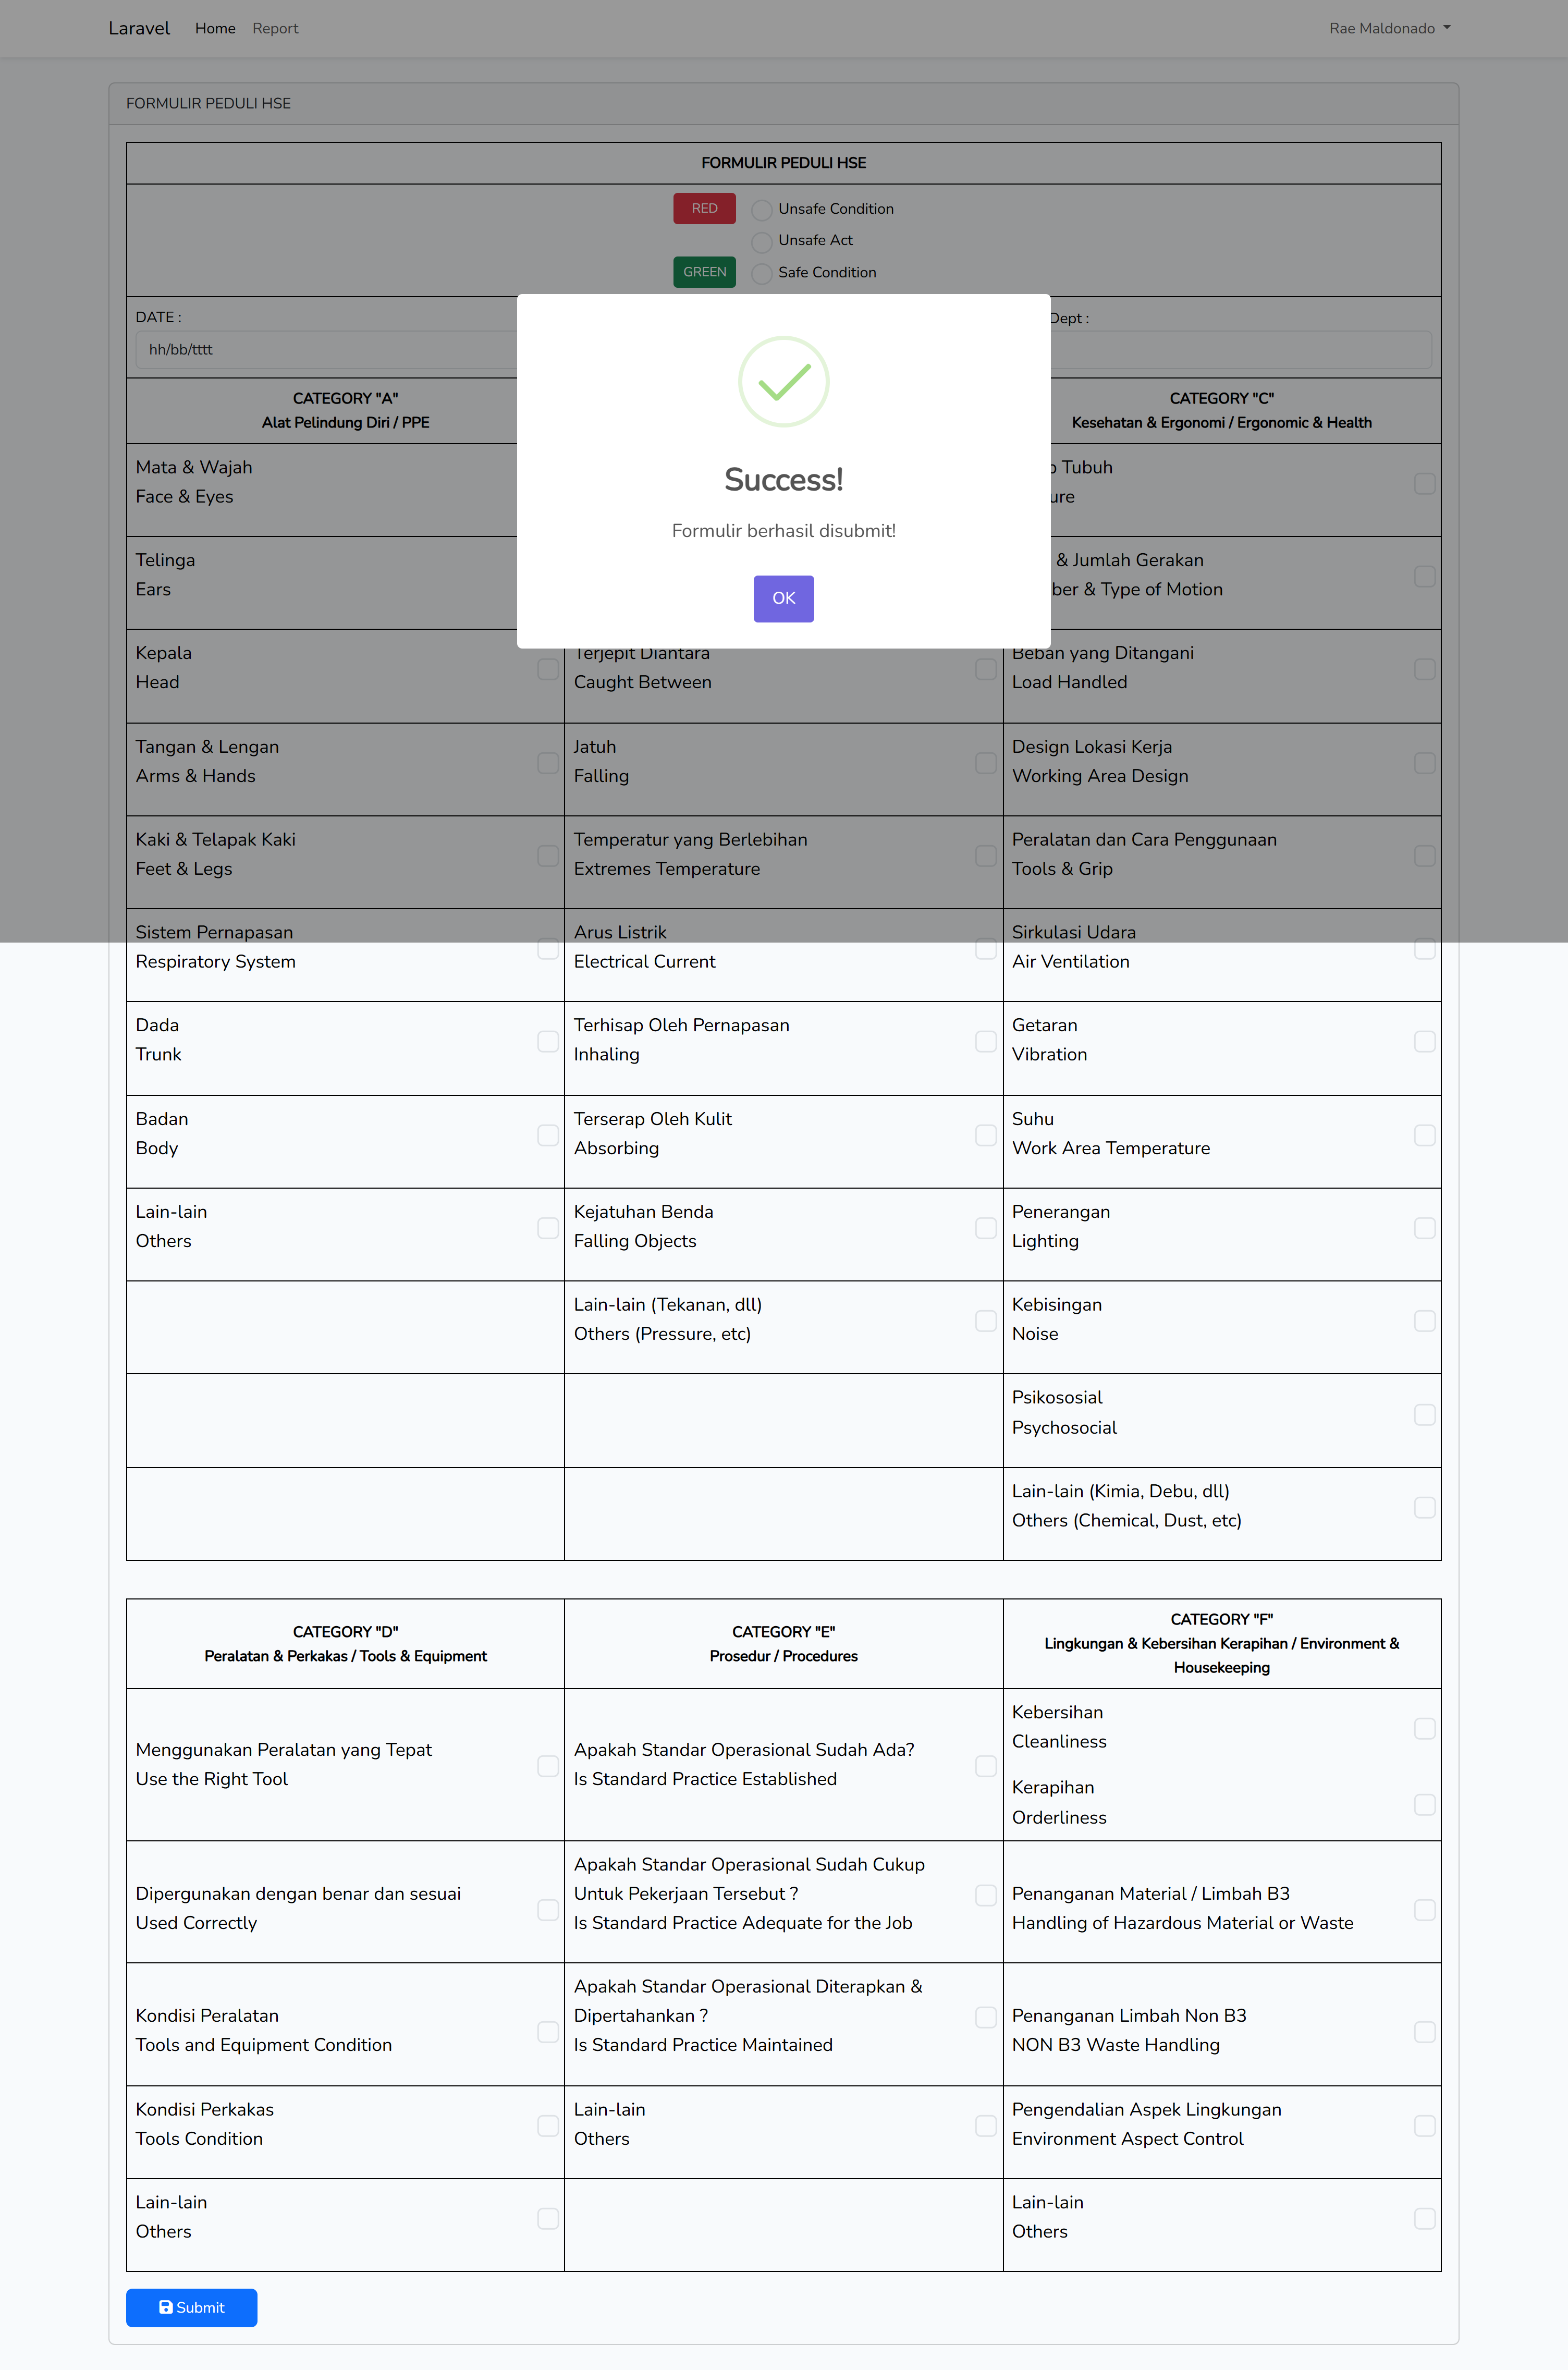 Laravel Home Report Rae Maldonado
FORMULIR PEDULI HSE
FORMULIR PEDULI HSE
RED Unsafe Condition
Unsafe Act
GREEN Safe Condition
DATE :
hh/bb/tttt
Dept :
Success!
Formulir berhasil disubmit!
OK
CATEGORY "A"
Alat Pelindung Diri / PPE
CATEGORY "C"
Kesehatan & Ergonomi / Ergonomic & Health
Mata & Wajah
Face & Eyes
Tubuh
Telinga
Ears
& Jumlah Gerakan
& Type of Motion
Kepala
Head
Terjepit Diantara
Caught Between
Beban yang Ditangani
Load Handled
Tangan & Lengan
Arms & Hands
Jatuh
Falling
Design Lokasi Kerja
Working Area Design
Kaki & Telapak Kaki
Feet & Legs
Temperatur yang Berlebihan
Extremes Temperature
Peralatan dan Cara Penggunaan
Tools & Grip
Sistem Pernapasan
Respiratory System
Arus Listrik
Electrical Current
Sirkulasi Udara
Air Ventilation
Dada
Trunk
Terhisap Oleh Pernapasan
Inhaling
Getaran
Vibration
Badan
Body
Terserap Oleh Kulit
Absorbing
Suhu
Work Area Temperature
Lain-lain
Others
Kejatuhan Benda
Falling Objects
Penerangan
Lighting
Lain-lain (Tekanan, dll)
Others (Pressure, etc)
Kebisingan
Noise
Psikososial
Psychosocial
Lain-lain (Kimia, Debu, dll)
Others (Chemical, Dust, etc)
CATEGORY "D"
Peralatan & Perkakas / Tools & Equipment
CATEGORY "E"
Prosedur / Procedures
CATEGORY "F"
Lingkungan & Kebersihan Kerapihan / Environment &
Housekeeping
Menggunakan Peralatan yang Tepat
Use the Right Tool
Apakah Standar Operasional Sudah Ada?
Is Standard Practice Established
Kebersihan
Cleanliness
Kerapihan
Orderliness
Dipergunakan dengan benar dan sesuai
Used Correctly
Apakah Standar Operasional Sudah Cukup
Untuk Pekerjaan Tersebut ?
Is Standard Practice Adequate for the Job
Penanganan Material / Limbah B3
Handling of Hazardous Material or Waste
Kondisi Peralatan
Tools and Equipment Condition
Apakah Standar Operasional Diterapkan &
Dipertahankan ?
Is Standard Practice Maintained
Penanganan Limbah Non B3
NON B3 Waste Handling
Kondisi Perkakas
Tools Condition
Lain-lain
Others
Pengendalian Aspek Lingkungan
Environment Aspect Control
Lain-lain
Others
Lain-lain
Others
Submit